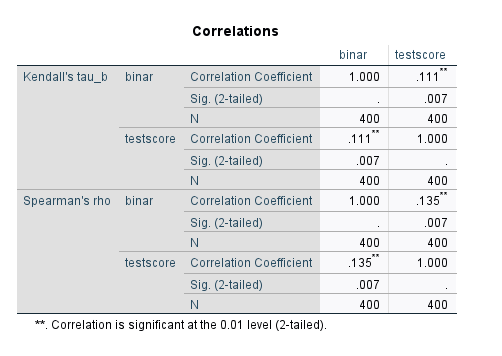 Correlations
binar testscore
Kendall's tau_b binar Correlation Coefficient 1.000 .111**
Sig. (2-tailed) . .007
N 400 400
testscore Correlation Coefficient .111** 1.000
Sig. (2-tailed) .007 .
N 400 400
Spearman's rho binar Correlation Coefficient 1.000 .135**
Sig. (2-tailed) . .007
N 400 400
testscore Correlation Coefficient .135** 1.000
Sig. (2-tailed) .007 .
N 400 400
**. Correlation is significant at the 0.01 level (2-tailed).